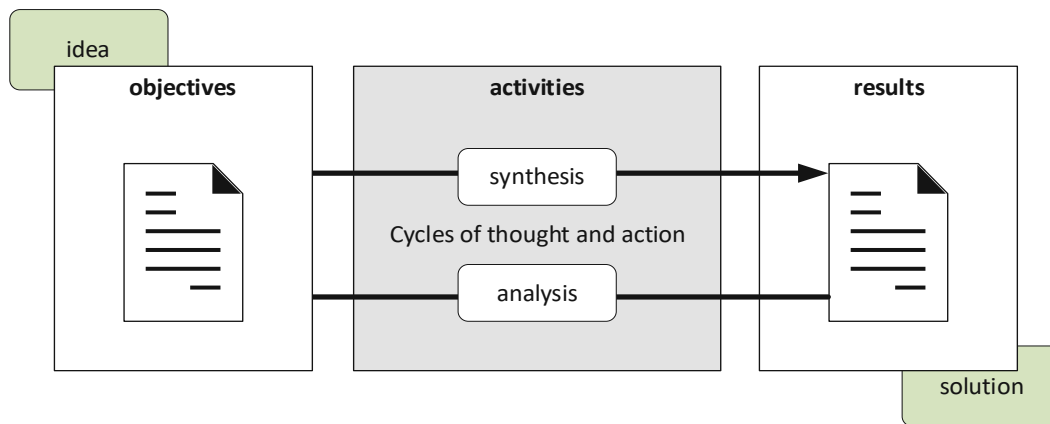 idea
objectives
activities
results
synthesis
Cycles of thought and action
analysis
solution